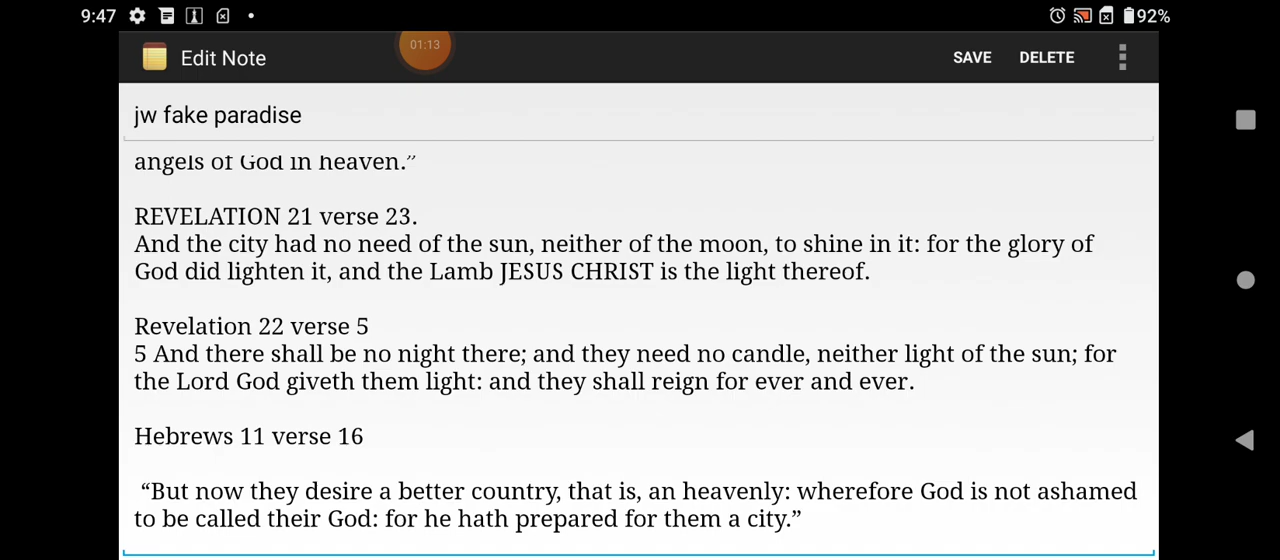 9:47
92%
01:13
Edit Note
SAVE
DELETE
jw fake paradise
angels of God in heaven.”
REVELATION 21 verse 23.
And the city had no need of the sun, neither of the moon, to shine in it: for the glory of
God did lighten it, and the Lamb JESUS CHRIST is the light thereof.
Revelation 22 verse 5
5 And there shall be no night there; and they need no candle, neither light of the sun; for
the Lord God giveth them light: and they shall reign for ever and ever.
Hebrews 11 verse 16
“But now they desire a better country, that is, an heavenly: wherefore God is not ashamed
to be called their God: for he hath prepared for them a city.”